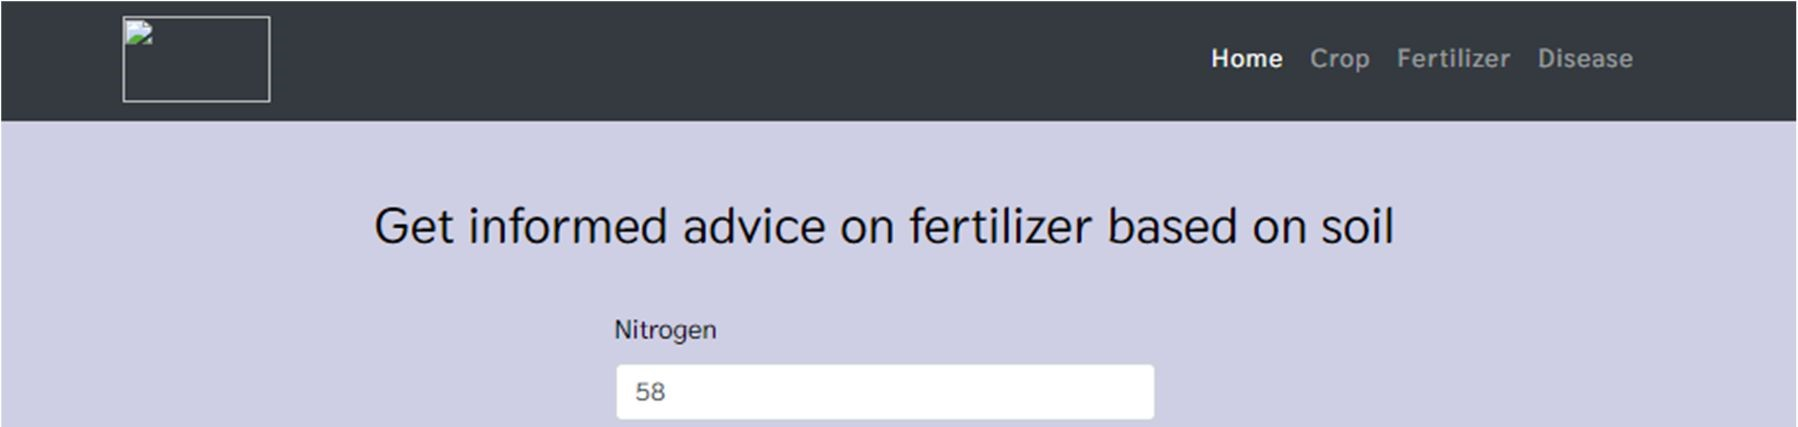 Home Crop Fertilizer Disease
Get informed advice on fertilizer based on soil
Nitrogen
58